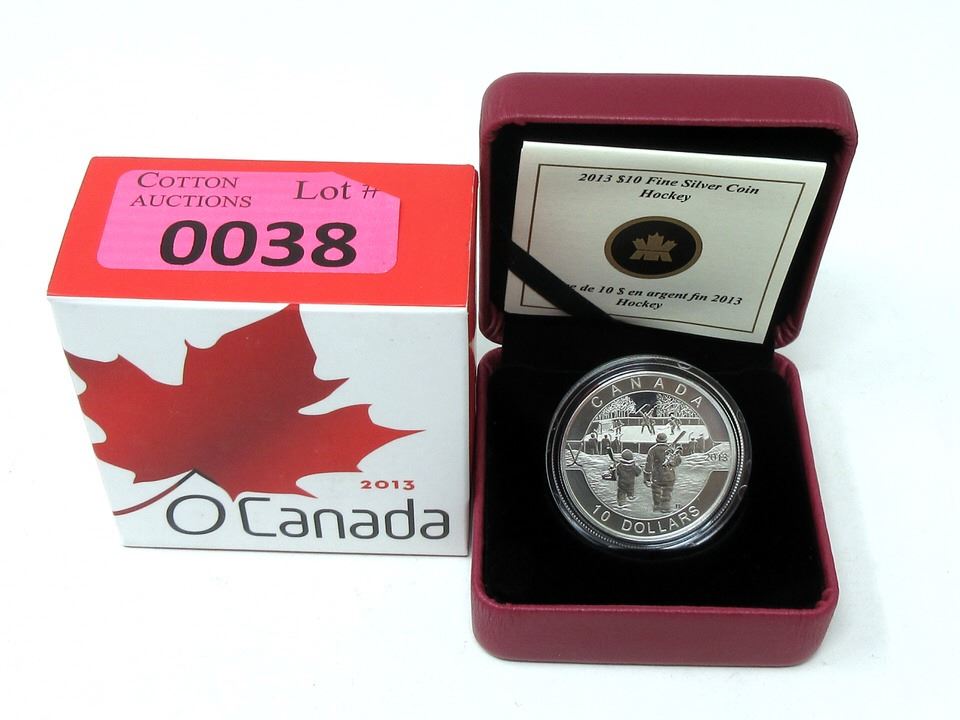 COTTON
AUCTIONS
Lot #
0038
2013
O Canada
2013 $10 Fine Silver Coin
Hockey
de 10 $ en argent fin 2013
Hockey
CANADA
2013
10 DOLLARS